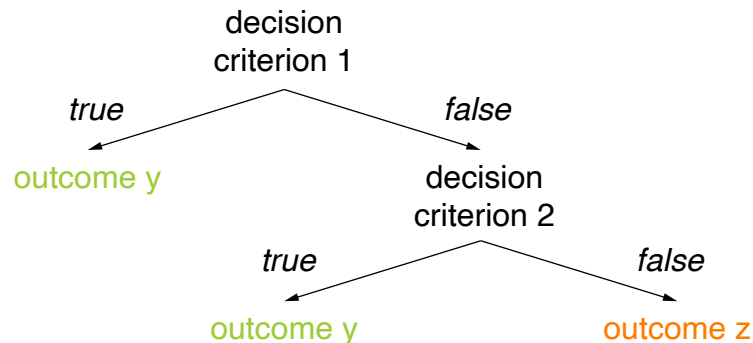 decision
criterion 1
true
false
outcome y
decision
criterion 2
true
false
outcome y
outcome z